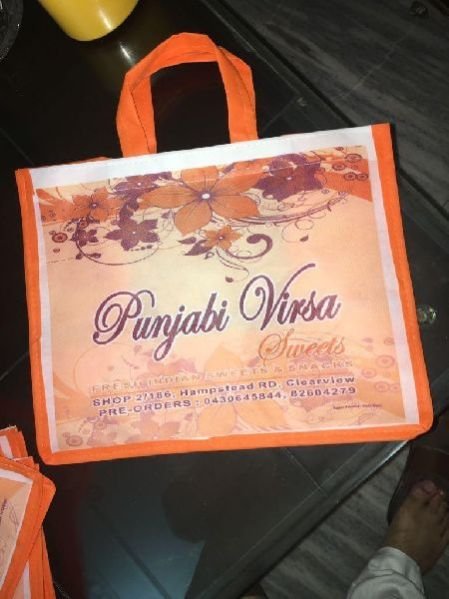 Punjabi Virsa
Sweets
FRESH INDIAN SWEETS & SNACKS
SHOP 2/186, Hampstead RD, Clearview
PRE-ORDERS : 0430645844, 82604279